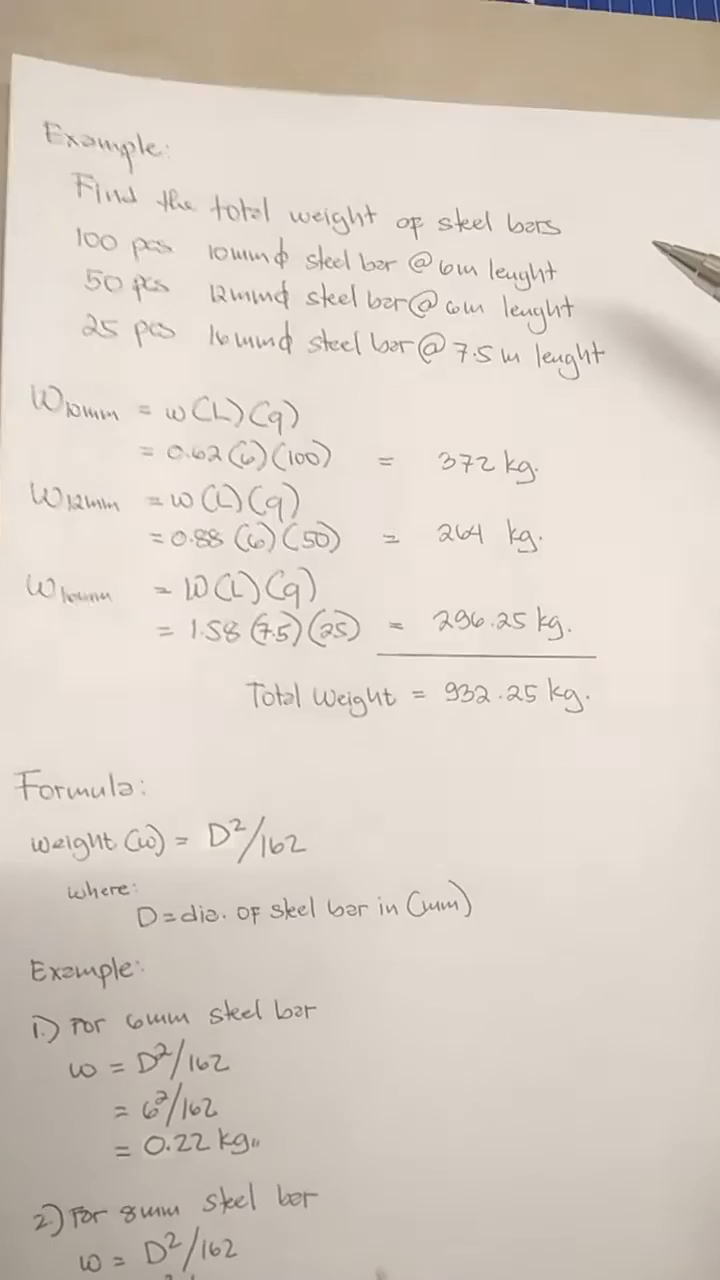 Example:
Find the total weight of steel bars
100 pcs 10mmϕ steel bar @ 6m lenght
50 pcs 12mmϕ steel bar @ 6m lenght
25 pcs 16mmϕ steel bar @ 7.5m lenght
W10mm = w(L)(q)
= 0.62(6)(100) = 372 kg.
W12mm = w(L)(q)
= 0.88(6)(50) = 264 kg.
W16mm = W(L)(q)
= 1.58(7.5)(25) = 296.25 kg.
Total Weight = 932.25 kg.
Formula:
weight (w) = D²/162
where:
D = dia. of steel bar in (mm)
Example:
1.) For 6mm steel bar
w = D²/162
= 6²/162
= 0.22 kg,,
2.) For 8mm steel bar
w = D²/162